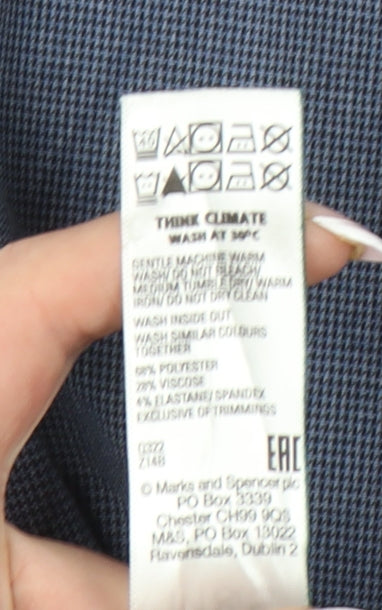 40
THINK CLIMATE
WASH AT 30°C
GENTLE MACHINE WARM
WASH/ DO NOT BLEACH/
MEDIUM TUMBLE DRY/ WARM
IRON/ DO NOT DRY CLEAN
WASH INSIDE OUT
WASH SIMILAR COLOURS
TOGETHER
68% POLYESTER
28% VISCOSE
4% ELASTANE/ SPANDEX
EXCLUSIVE OF TRIMMINGS
0322
Z14B
EAC
© Marks and Spencer plc
PO Box 3339
Chester CH99 9QS
M&S, PO Box 13022
Ravensdale, Dublin 2